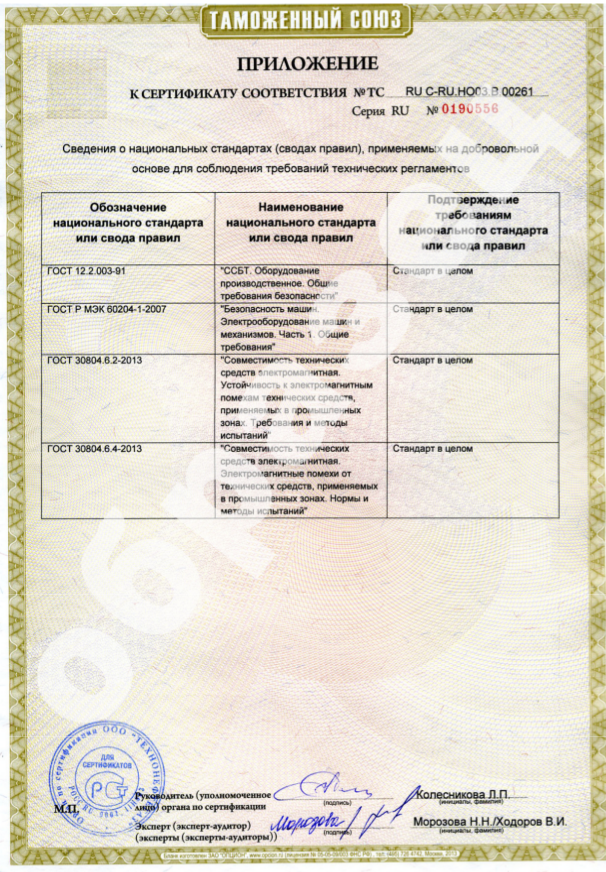 ТАМОЖЕННЫЙ СОЮЗ
ПРИЛОЖЕНИЕ
К СЕРТИФИКАТУ СООТВЕТСТВИЯ № ТС RU C-RU.HO03.B.00261
Серия RU № 0190556
Сведения о национальных стандартах (сводах правил), применяемых на добровольной
основе для соблюдения требований технических регламентов
Обозначение
национального стандарта
или свода правил
Наименование
национального стандарта
или свода правил
Подтверждение
требованиям
национального стандарта
или свода правил
ГОСТ 12.2.003-91
"ССБТ. Оборудование
производственное. Общие
требования безопасности"
Стандарт в целом
ГОСТ Р МЭК 60204-1-2007
"Безопасность машин.
Электрооборудование машин и
механизмов. Часть 1. Общие
требования"
Стандарт в целом
ГОСТ 30804.6.2-2013
"Совместимость технических
средств электромагнитная.
Устойчивость к электромагнитным
помехам технических средств,
применяемых в промышленных
зонах. Требования и методы
испытаний"
Стандарт в целом
ГОСТ 30804.6.4-2013
"Совместимость технических
средств электромагнитная.
Электромагнитные помехи от
технических средств, применяемых
в промышленных зонах. Нормы и
методы испытаний"
Стандарт в целом
образец
ДЛЯ
СЕРТИФИКАТОВ
М.П.
Руководитель (уполномоченное
лицо) органа по сертификации
(подпись)
Колесникова Л.П.
(инициалы, фамилия)
Эксперт (эксперт-аудитор)
(эксперты (эксперты-аудиторы))
Морозова
(подпись)
Морозова Н.Н./Ходоров В.И.
(инициалы, фамилия)